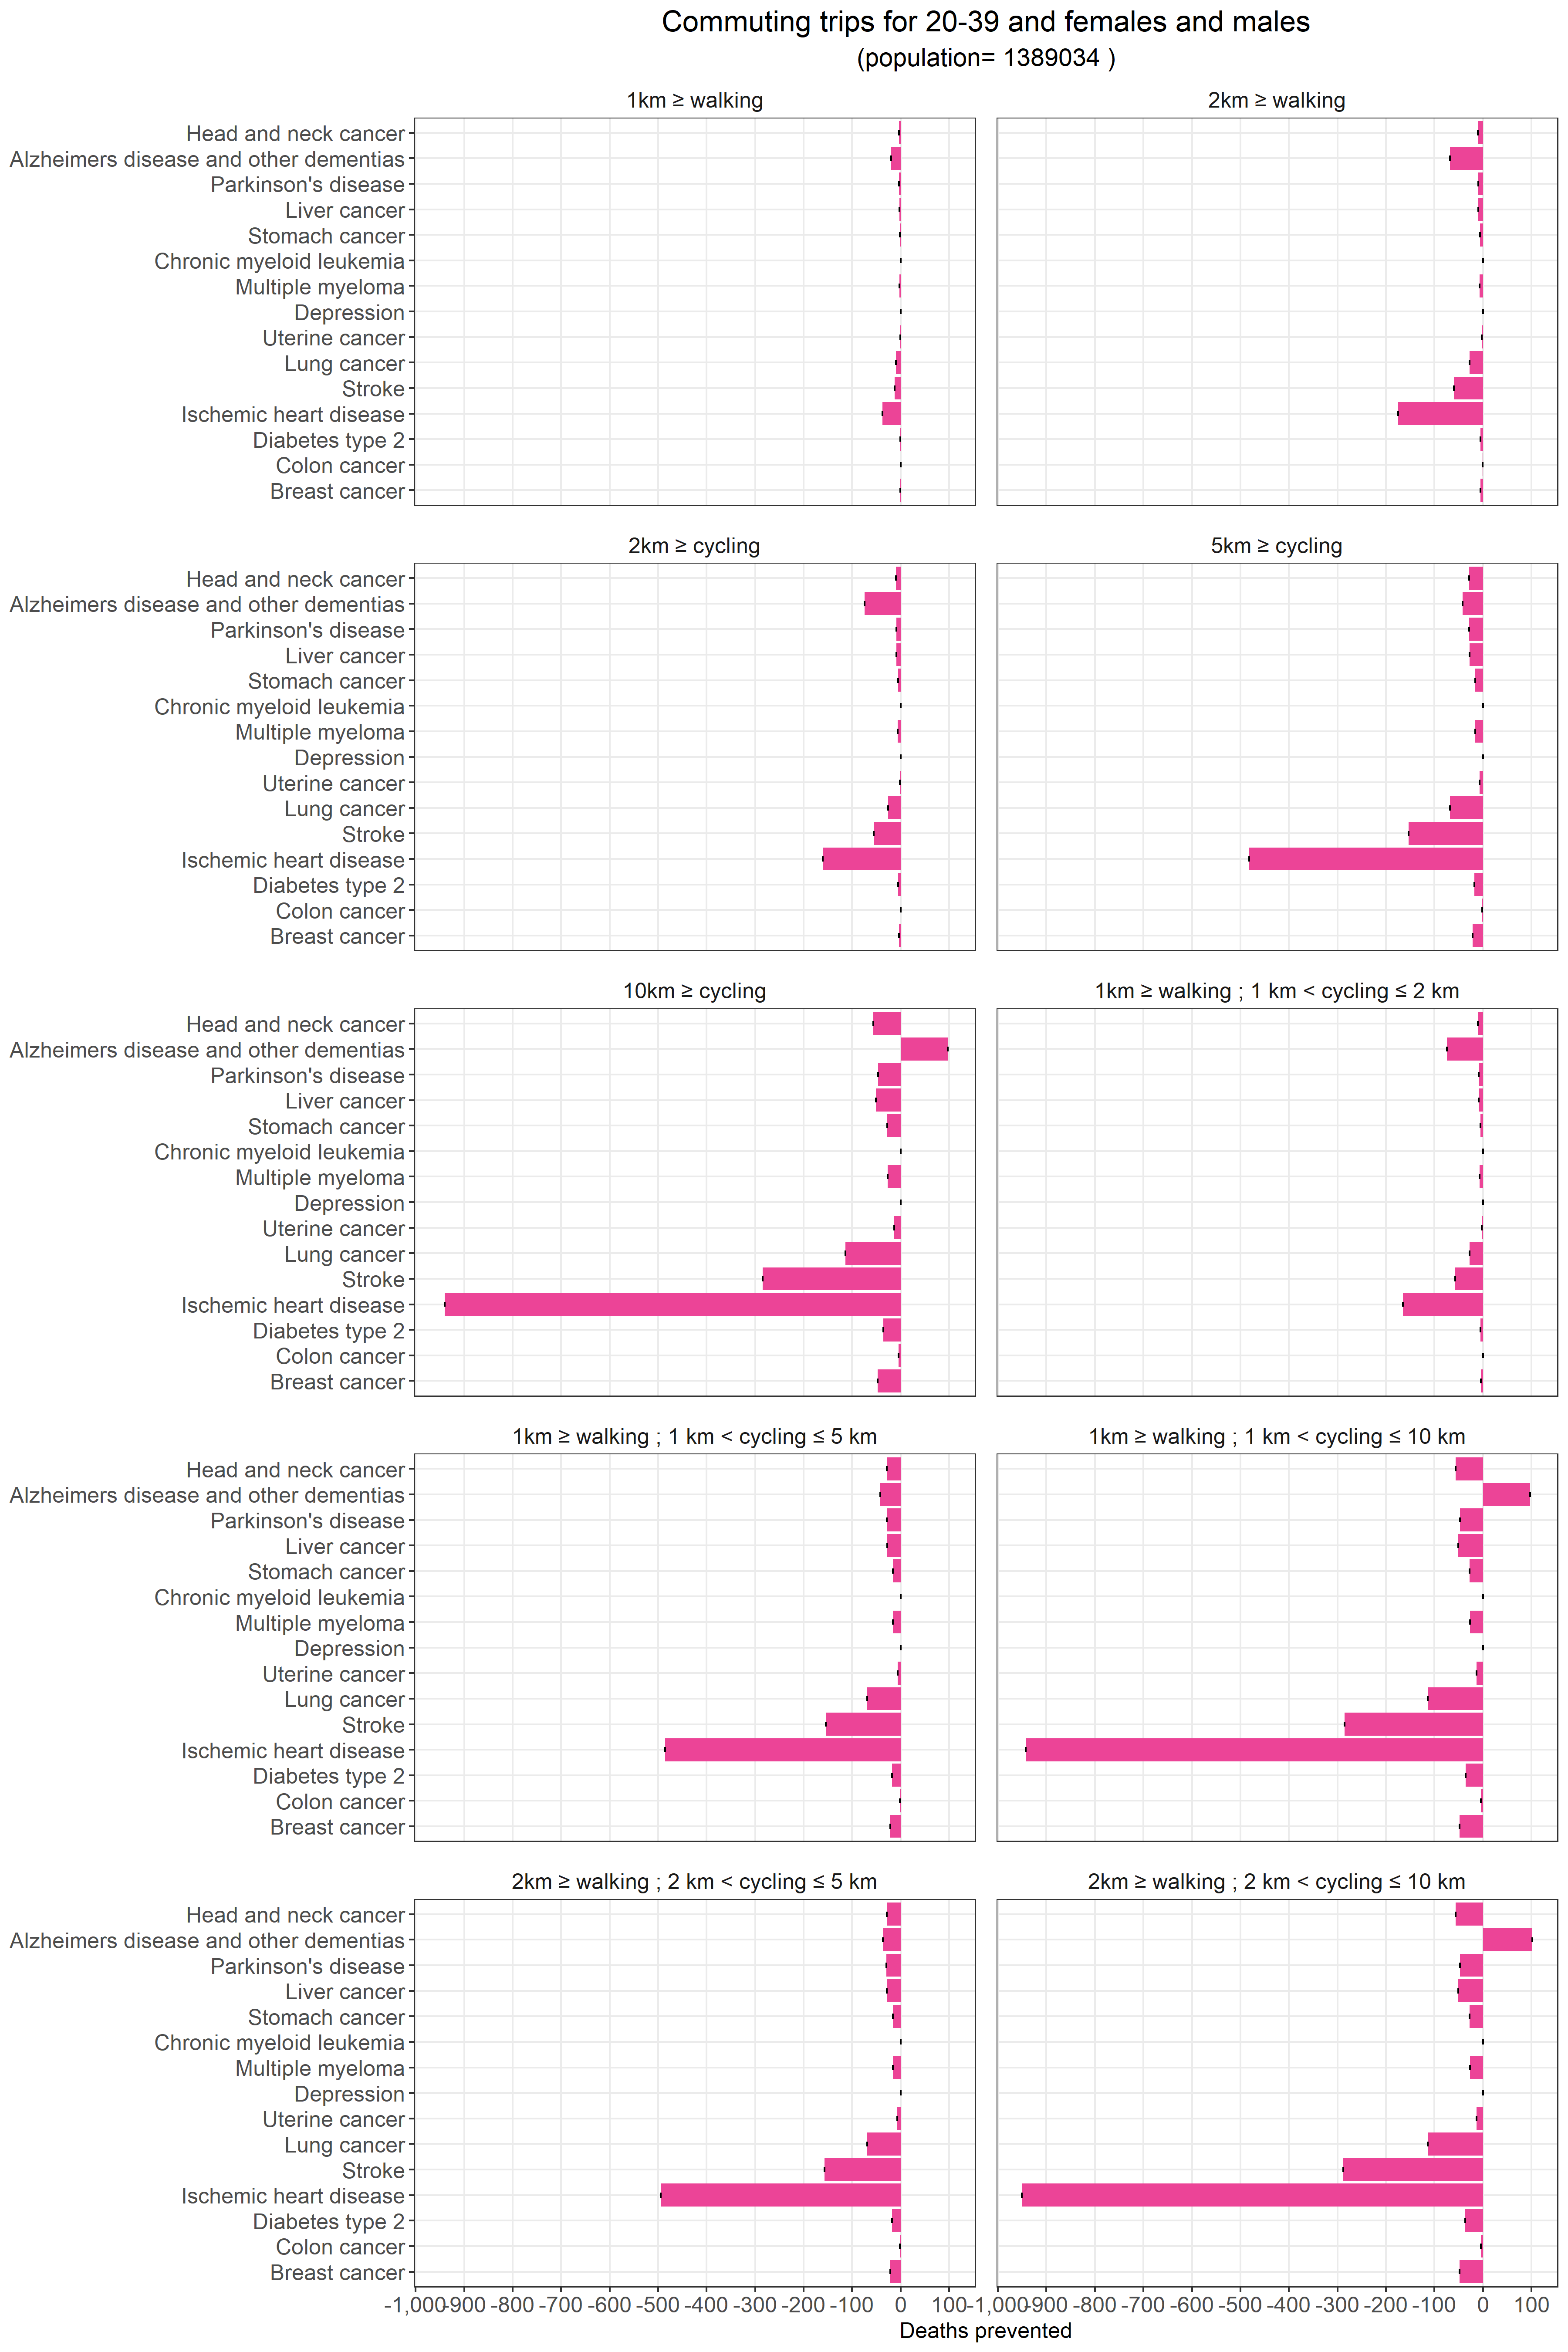 Commuting trips for 20-39 and females and males
(population= 1389034 )
1km ≥ walking
2km ≥ walking
Head and neck cancer
Alzheimers disease and other dementias
Parkinson's disease
Liver cancer
Stomach cancer
Chronic myeloid leukemia
Multiple myeloma
Depression
Uterine cancer
Lung cancer
Stroke
Ischemic heart disease
Diabetes type 2
Colon cancer
Breast cancer
2km ≥ cycling
5km ≥ cycling
Head and neck cancer
Alzheimers disease and other dementias
Parkinson's disease
Liver cancer
Stomach cancer
Chronic myeloid leukemia
Multiple myeloma
Depression
Uterine cancer
Lung cancer
Stroke
Ischemic heart disease
Diabetes type 2
Colon cancer
Breast cancer
10km ≥ cycling
1km ≥ walking ; 1 km < cycling ≤ 2 km
Head and neck cancer
Alzheimers disease and other dementias
Parkinson's disease
Liver cancer
Stomach cancer
Chronic myeloid leukemia
Multiple myeloma
Depression
Uterine cancer
Lung cancer
Stroke
Ischemic heart disease
Diabetes type 2
Colon cancer
Breast cancer
1km ≥ walking ; 1 km < cycling ≤ 5 km
1km ≥ walking ; 1 km < cycling ≤ 10 km
Head and neck cancer
Alzheimers disease and other dementias
Parkinson's disease
Liver cancer
Stomach cancer
Chronic myeloid leukemia
Multiple myeloma
Depression
Uterine cancer
Lung cancer
Stroke
Ischemic heart disease
Diabetes type 2
Colon cancer
Breast cancer
2km ≥ walking ; 2 km < cycling ≤ 5 km
2km ≥ walking ; 2 km < cycling ≤ 10 km
Head and neck cancer
Alzheimers disease and other dementias
Parkinson's disease
Liver cancer
Stomach cancer
Chronic myeloid leukemia
Multiple myeloma
Depression
Uterine cancer
Lung cancer
Stroke
Ischemic heart disease
Diabetes type 2
Colon cancer
Breast cancer
-1,000 -900 -800 -700 -600 -500 -400 -300 -200 -100 0 100 -1,000 -900 -800 -700 -600 -500 -400 -300 -200 -100 0 100
Deaths prevented